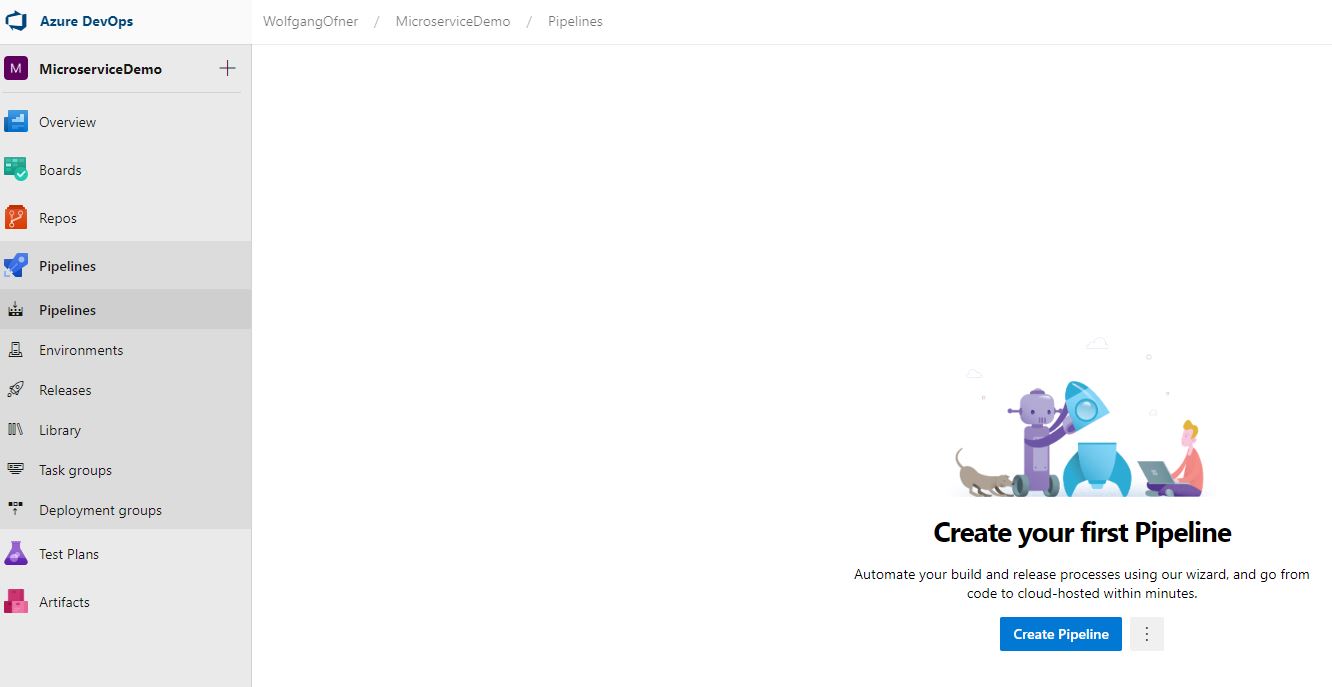 Azure DevOps
WolfgangOfner / MicroserviceDemo / Pipelines
M MicroserviceDemo
Overview
Boards
Repos
Pipelines
Pipelines
Environments
Releases
Library
Task groups
Deployment groups
Test Plans
Artifacts
Create your first Pipeline
Automate your build and release processes using our wizard, and go from
code to cloud-hosted within minutes.
Create Pipeline